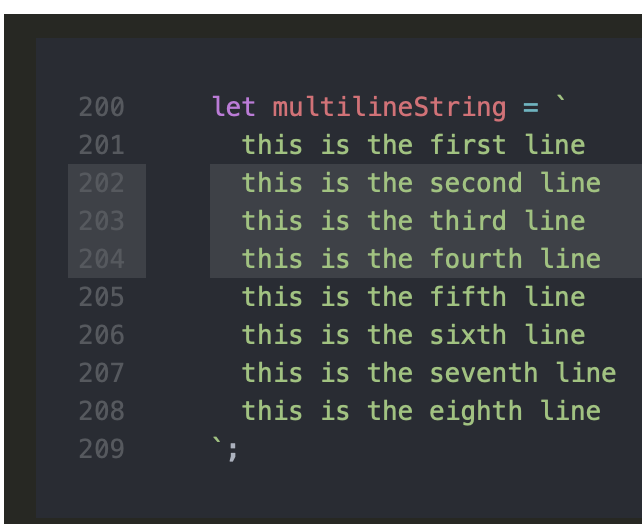 200 let multilineString = `
201 this is the first line
202 this is the second line
203 this is the third line
204 this is the fourth line
205 this is the fifth line
206 this is the sixth line
207 this is the seventh line
208 this is the eighth line
209 `;